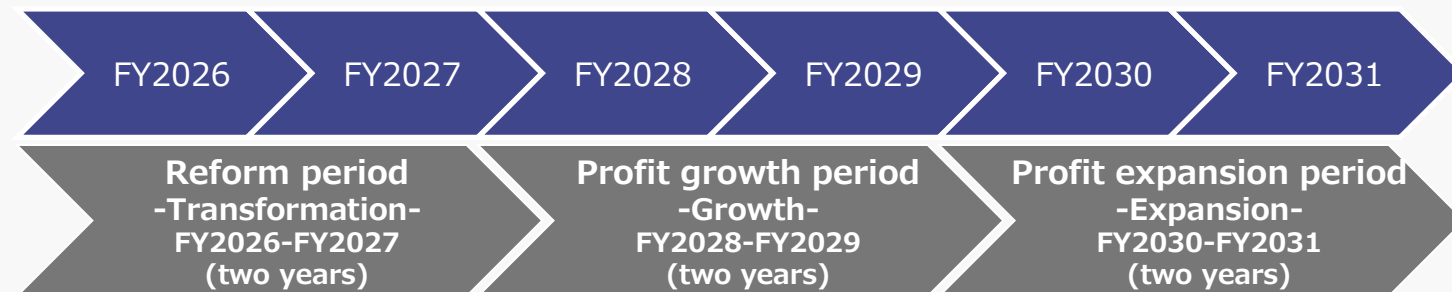 FY2026
FY2027
FY2028
FY2029
FY2030
FY2031
Reform period
-Transformation-
FY2026-FY2027
(two years)
Profit growth period
-Growth-
FY2028-FY2029
(two years)
Profit expansion period
-Expansion-
FY2030-FY2031
(two years)